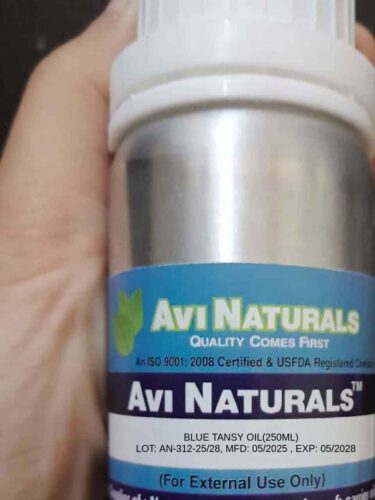 AVI NATURALS
QUALITY COMES FIRST
An ISO 9001: 2008 Certified & USFDA Registered
AVI NATURALS™
BLUE TANSY OIL(250ML)
LOT: AN-312-25/28, MFD: 05/2025 , EXP: 05/2028
(For External Use Only)